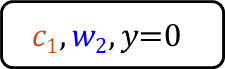 c₁, w₂, y=0